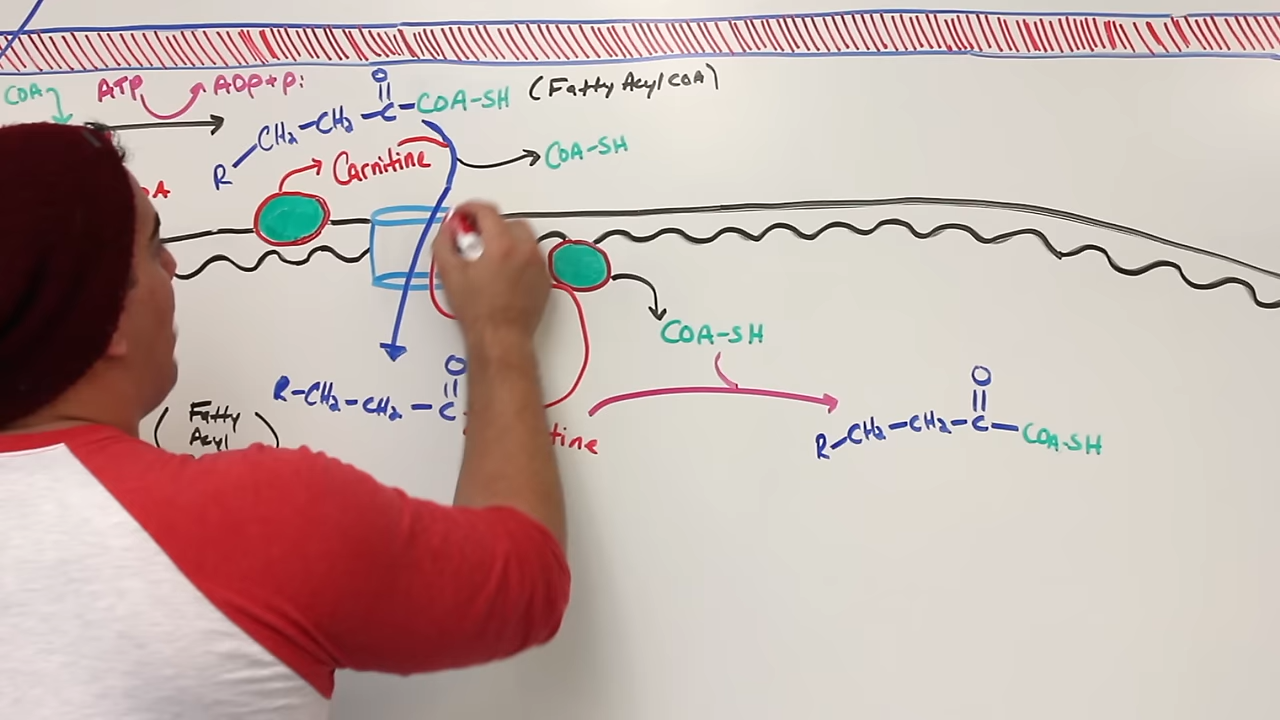 COA ATP ADP+Pi
O
CH₂-CH₂-C-COA-SH (Fatty Acyl COA)
R
Carnitine COA-SH
COA-SH
O
R-CH₂-CH₂-C
Fatty
Acyl
O
R-CH₂-CH₂-C-COA-SH